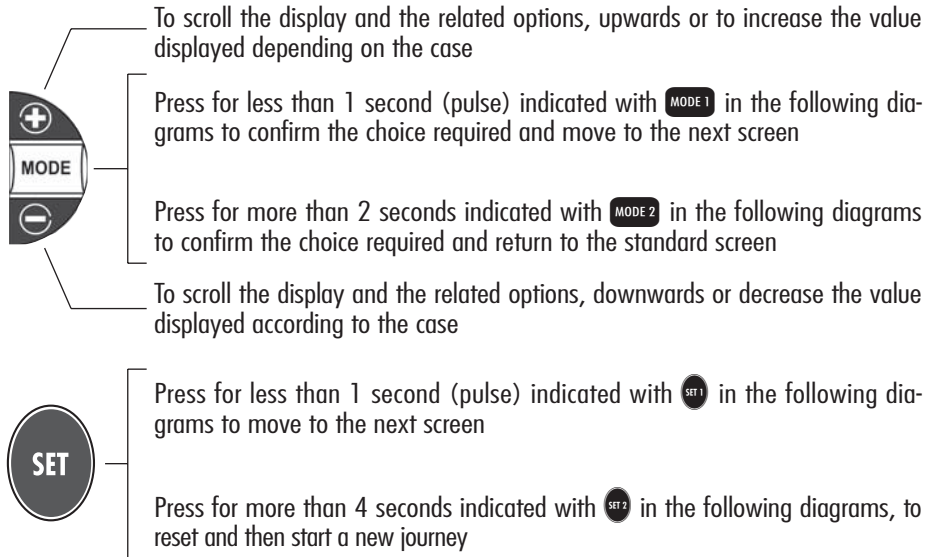 To scroll the display and the related options, upwards or to increase the value
displayed depending on the case
Press for less than 1 second (pulse) indicated with MODE 1 in the following dia-
grams to confirm the choice required and move to the next screen
MODE
Press for more than 2 seconds indicated with MODE 2 in the following diagrams
to confirm the choice required and return to the standard screen
To scroll the display and the related options, downwards or decrease the value
displayed according to the case
Press for less than 1 second (pulse) indicated with SET 1 in the following dia-
grams to move to the next screen
SET
Press for more than 4 seconds indicated with SET 2 in the following diagrams, to
reset and then start a new journey